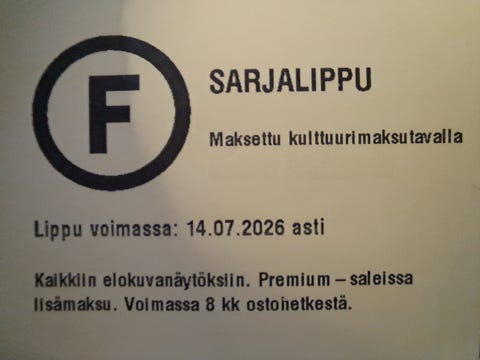 F
SARJALIPPU
Maksettu kulttuurimaksutavalla
Lippu voimassa: 14.07.2026 asti
Kaikkiin elokuvanäytöksiin. Premium – saleissa
lisämaksu. Voimassa 8 kk ostohetkestä.